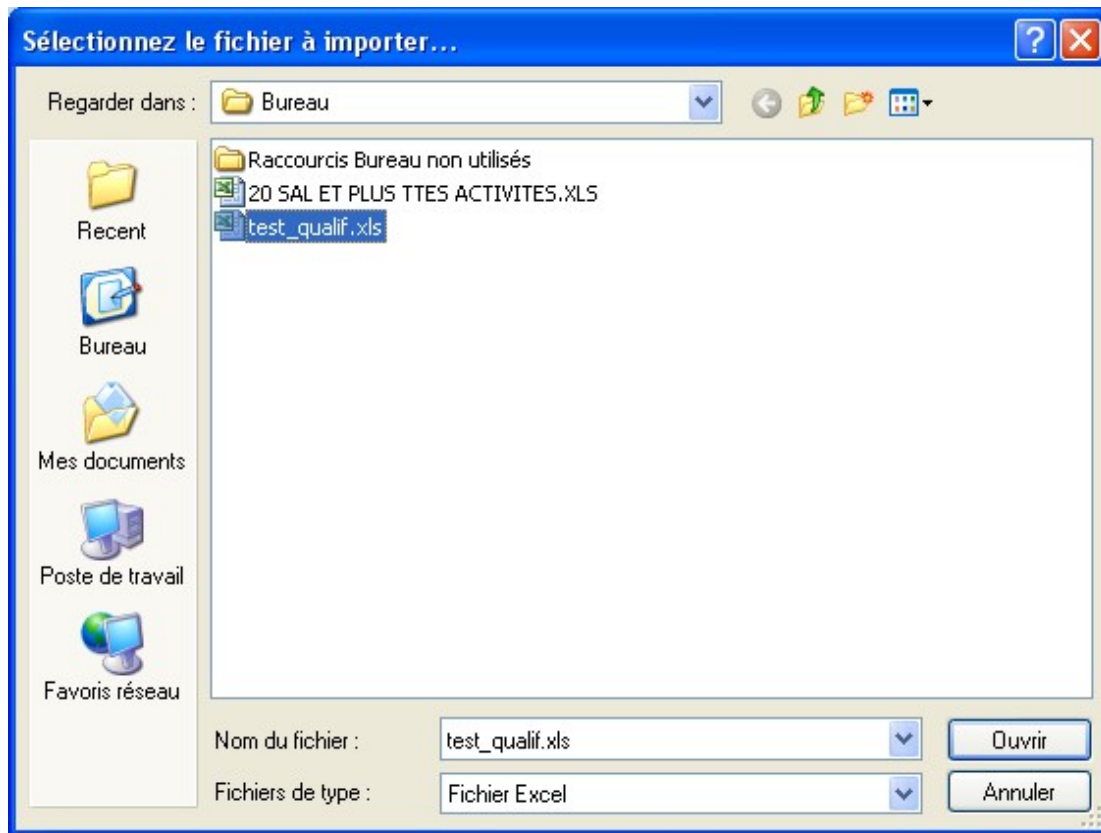 Sélectionnez le fichier à importer...
Regarder dans :
Bureau
Raccourcis Bureau non utilisés
20 SAL ET PLUS TTES ACTIVITES.XLS
test_qualif.xls
Recent
Bureau
Mes documents
Poste de travail
Favoris réseau
Nom du fichier :
test_qualif.xls
Ouvrir
Fichiers de type :
Fichier Excel
Annuler